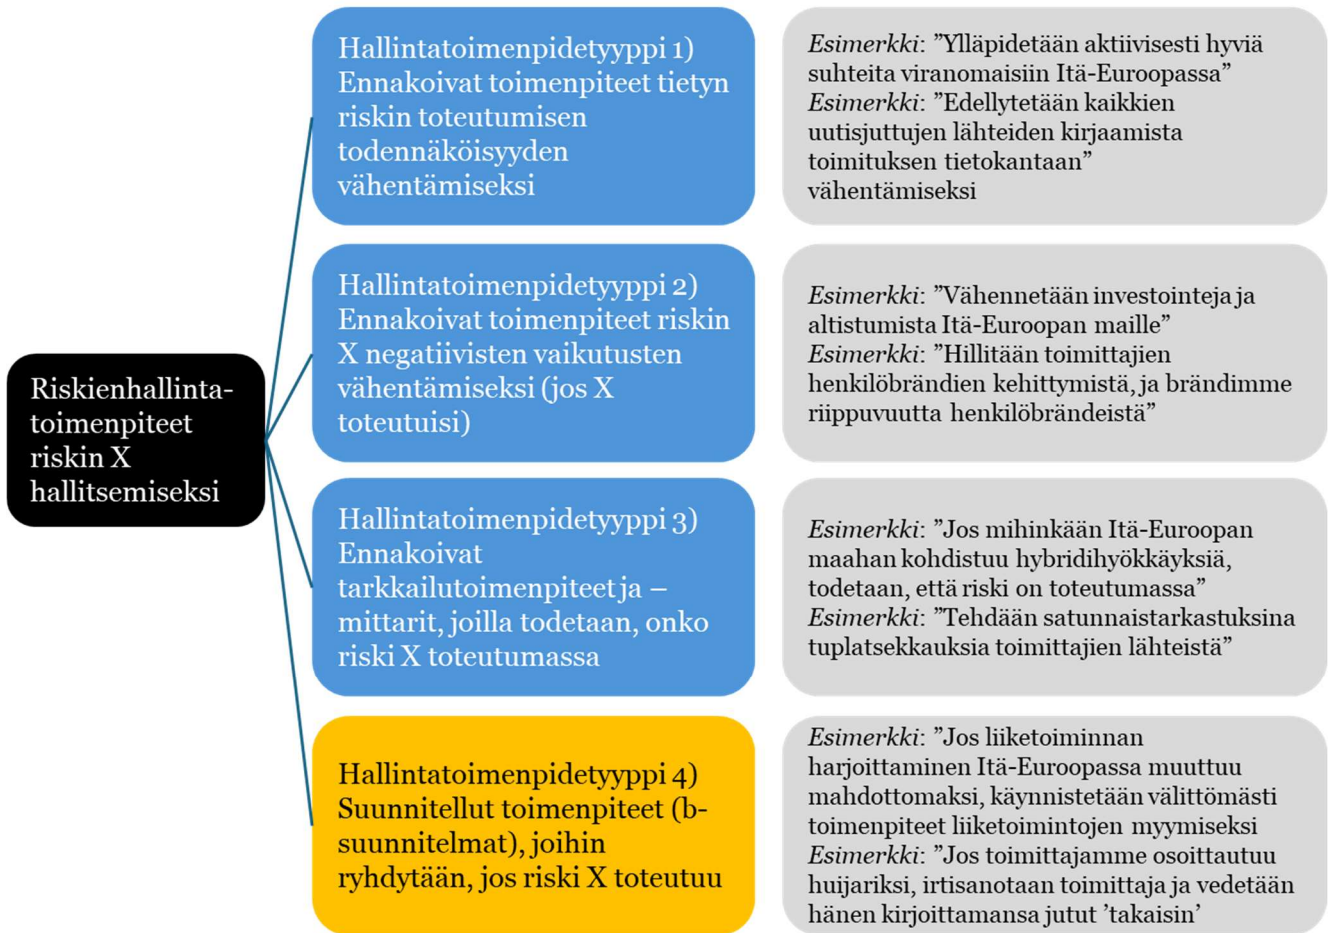 Riskienhallinta-
toimenpiteet
riskin X
hallitsemiseksi
Hallintatoimenpidetyyppi 1)
Ennakoivat toimenpiteet tietyn
riskin toteutumisen
todennäköisyyden
vähentämiseksi
Esimerkki: ”Ylläpidetään aktiivisesti hyviä
suhteita viranomaisiin Itä-Euroopassa”
Esimerkki: ”Edellytetään kaikkien
uutisjuttujen lähteiden kirjaamista
toimituksen tietokantaan”
vähentämiseksi
Hallintatoimenpidetyyppi 2)
Ennakoivat toimenpiteet riskin
X negatiivisten vaikutusten
vähentämiseksi (jos X
toteutuisi)
Esimerkki: ”Vähennetään investointeja ja
altistumista Itä-Euroopan maille”
Esimerkki: ”Hillitään toimittajien
henkilöbrändien kehittymistä, ja brändimme
riippuvuutta henkilöbrändeistä”
Hallintatoimenpidetyyppi 3)
Ennakoivat
tarkkailutoimenpiteet ja –
mittarit, joilla todetaan, onko
riski X toteutumassa
Esimerkki: ”Jos mihinkään Itä-Euroopan
maahan kohdistuu hybridihyökkäyksiä,
todetaan, että riski on toteutumassa”
Esimerkki: ”Tehdään satunnaistarkastuksina
tuplatsekkauksia toimittajien lähteistä”
Hallintatoimenpidetyyppi 4)
Suunnitellut toimenpiteet (b-
suunnitelmat), joihin
ryhdytään, jos riski X toteutuu
Esimerkki: ”Jos liiketoiminnan
harjoittaminen Itä-Euroopassa muuttuu
mahdottomaksi, käynnistetään välittömästi
toimenpiteet liiketoimintojen myymiseksi
Esimerkki: ”Jos toimittajamme osoittautuu
huijariksi, irtisanotaan toimittaja ja vedetään
hänen kirjoittamansa jutut ’takaisin’